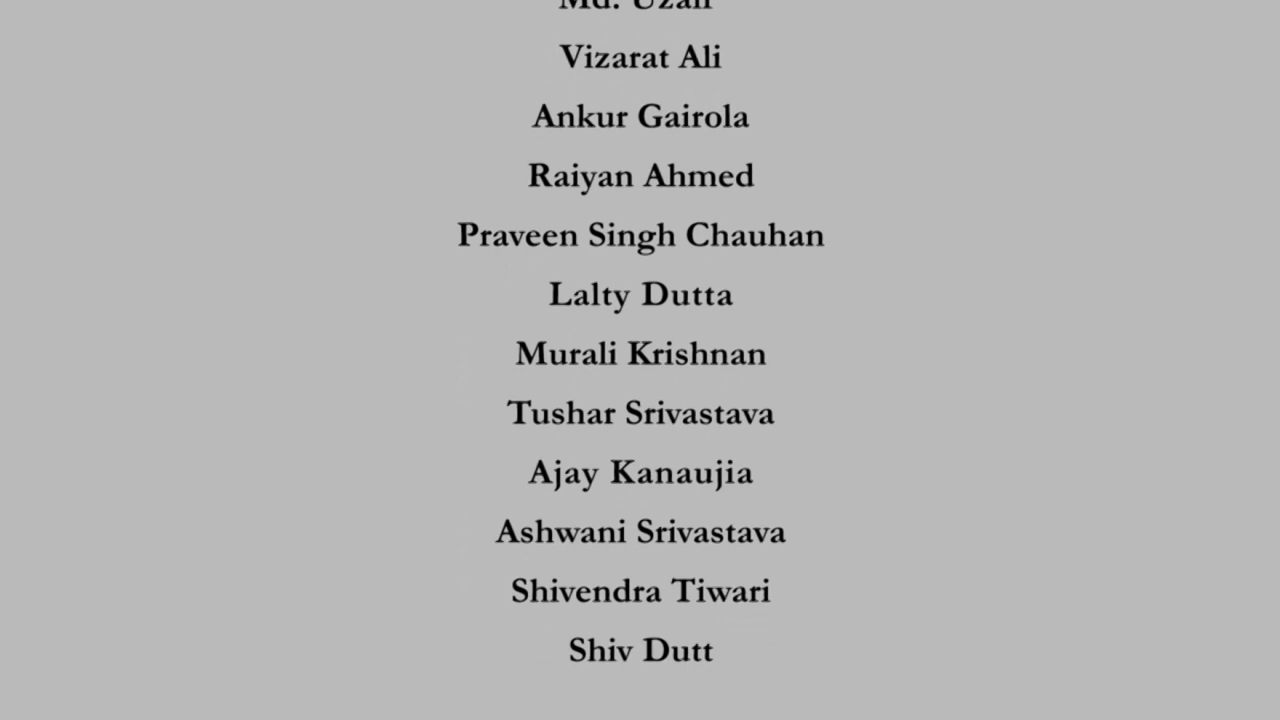 Md.
Vizarat Ali
Ankur Gairola
Raiyan Ahmed
Praveen Singh Chauhan
Lalty Dutta
Murali Krishnan
Tushar Srivastava
Ajay Kanaujia
Ashwani Srivastava
Shivendra Tiwari
Shiv Dutt